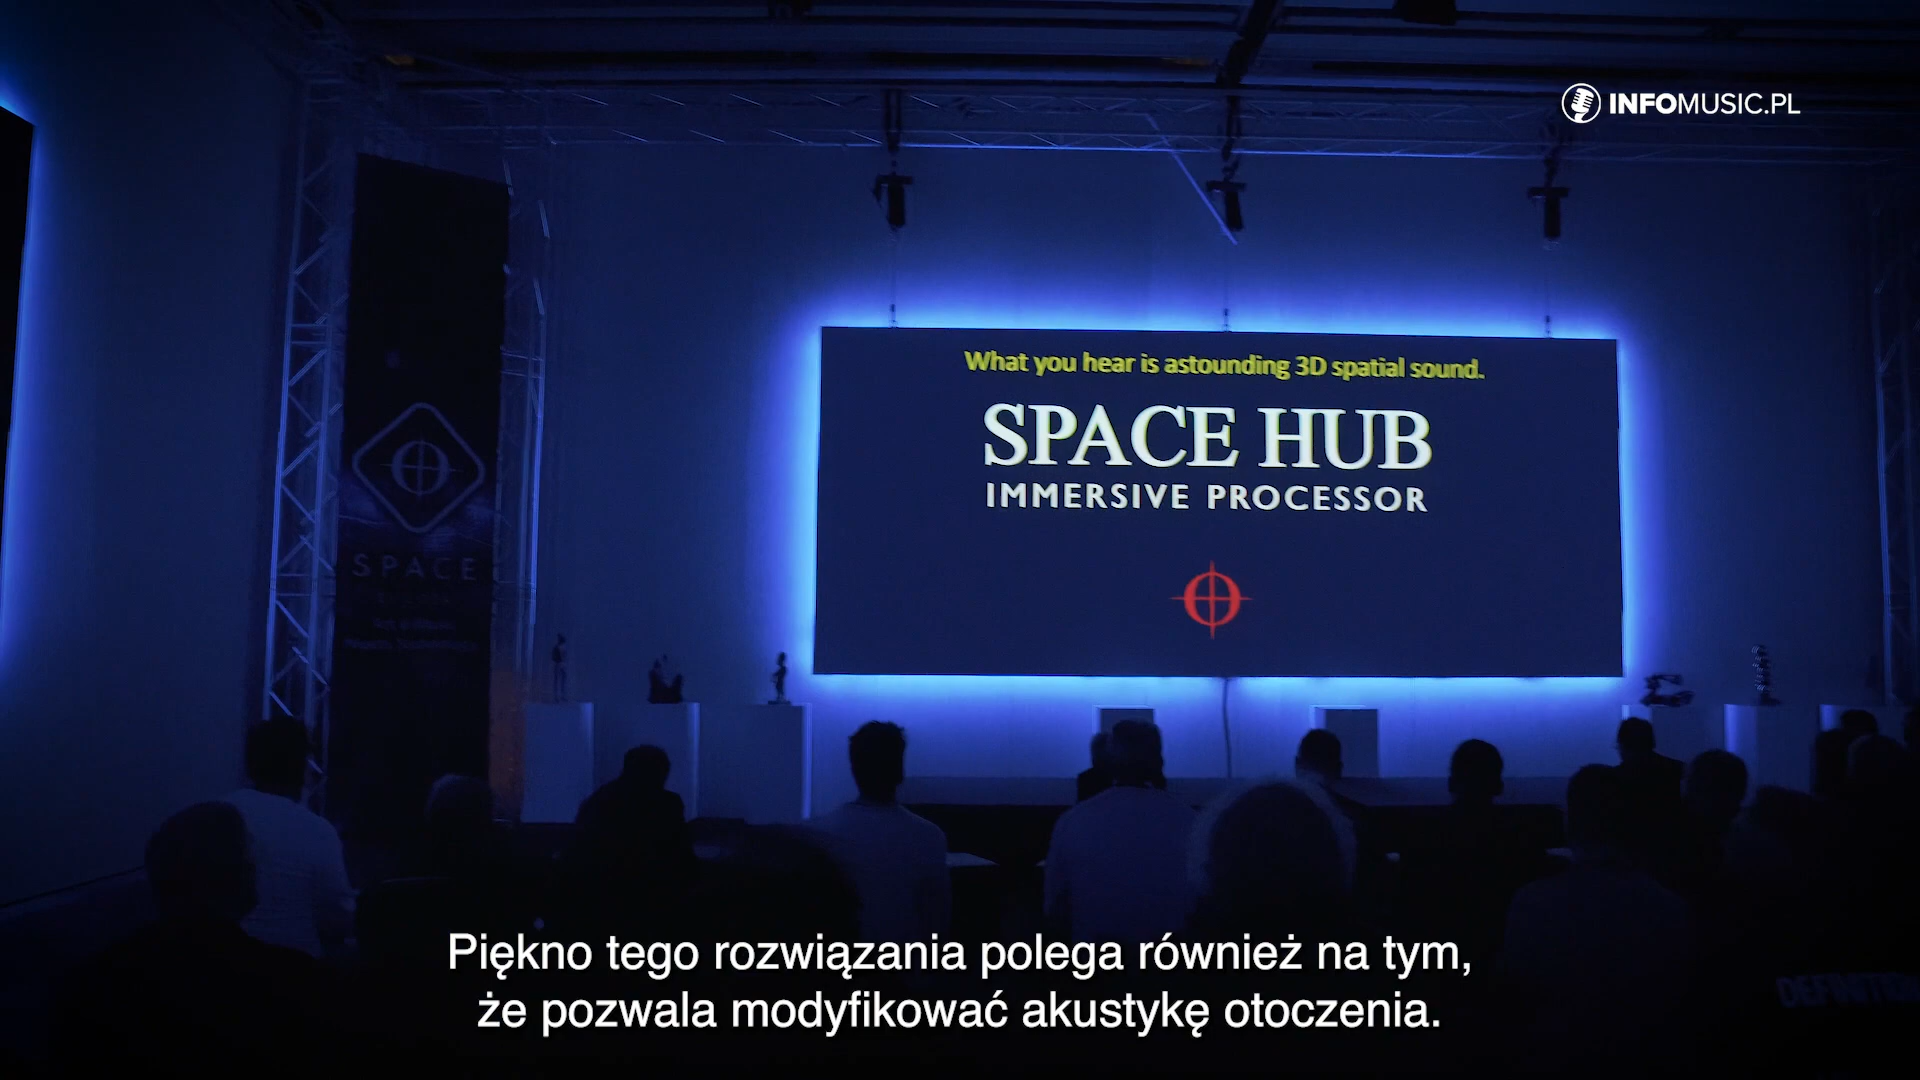 INFOMUSIC.PL
What you hear is astounding 3D spatial sound.
SPACE HUB
IMMERSIVE PROCESSOR
SPACE
Piękno tego rozwiązania polega również na tym,
że pozwala modyfikować akustykę otoczenia.